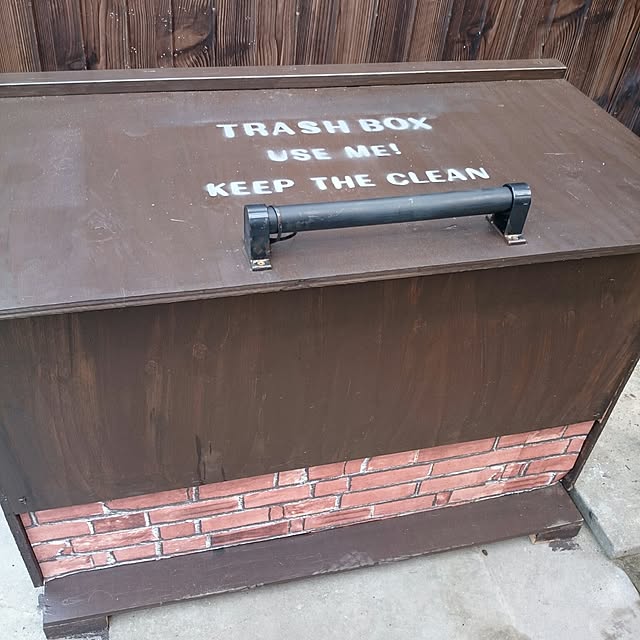 TRASH BOX
USE ME!
KEEP THE CLEAN